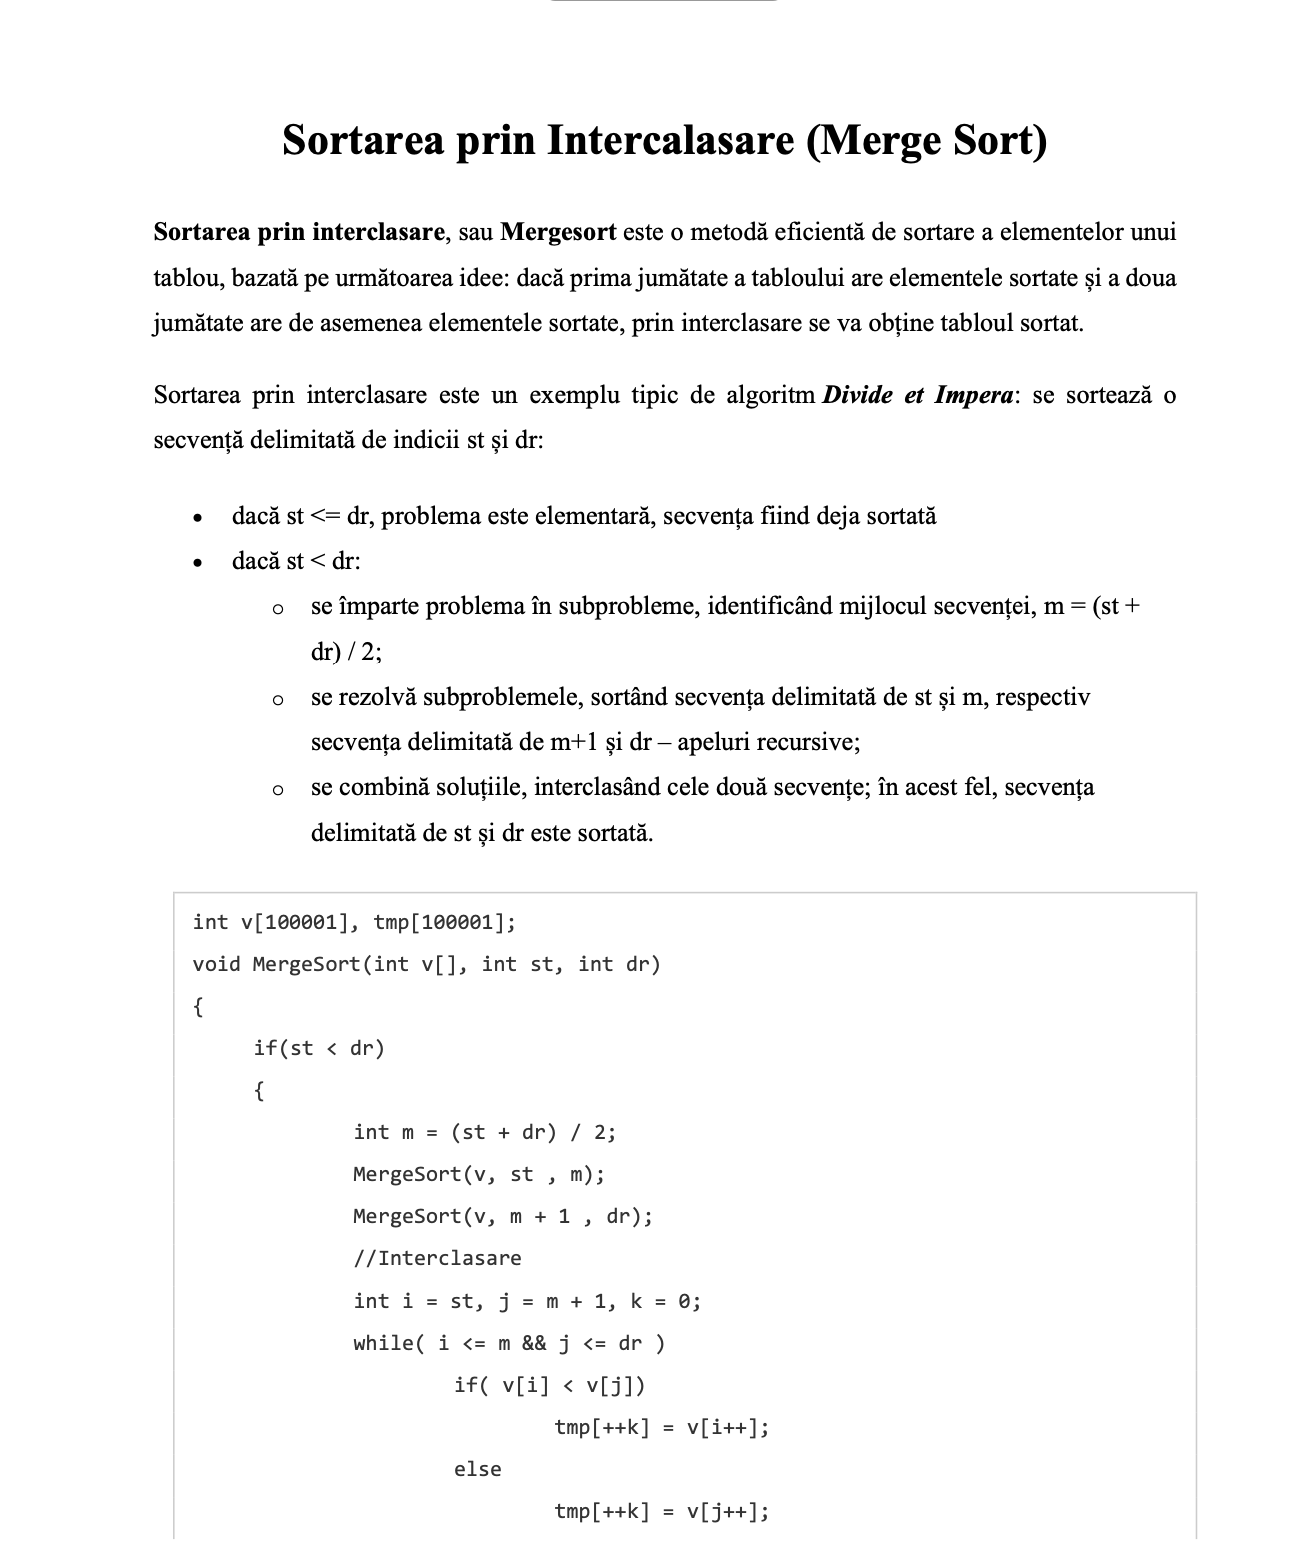 Sortarea prin Intercalasare (Merge Sort)
Sortarea prin interclasare, sau Mergesort este o metodă eficientă de sortare a elementelor unui
tablou, bazată pe următoarea idee: dacă prima jumătate a tabloului are elementele sortate și a doua
jumătate are de asemenea elementele sortate, prin interclasare se va obține tabloul sortat.
Sortarea prin interclasare este un exemplu tipic de algoritm Divide et Impera: se sortează o
secvență delimitată de indicii st și dr:
• dacă st <= dr, problema este elementară, secvența fiind deja sortată
• dacă st < dr:
o se împarte problema în subprobleme, identificând mijlocul secvenței, m = (st +
dr) / 2;
o se rezolvă subproblemele, sortând secvența delimitată de st și m, respectiv
secvența delimitată de m+1 și dr – apeluri recursive;
o se combină soluțiile, interclasând cele două secvențe; în acest fel, secvența
delimitată de st și dr este sortată.
int v[100001], tmp[100001];
void MergeSort(int v[], int st, int dr)
{
if(st < dr)
{
int m = (st + dr) / 2;
MergeSort(v, st , m);
MergeSort(v, m + 1 , dr);
//Interclasare
int i = st, j = m + 1, k = 0;
while( i <= m && j <= dr )
if( v[i] < v[j])
tmp[++k] = v[i++];
else
tmp[++k] = v[j++];